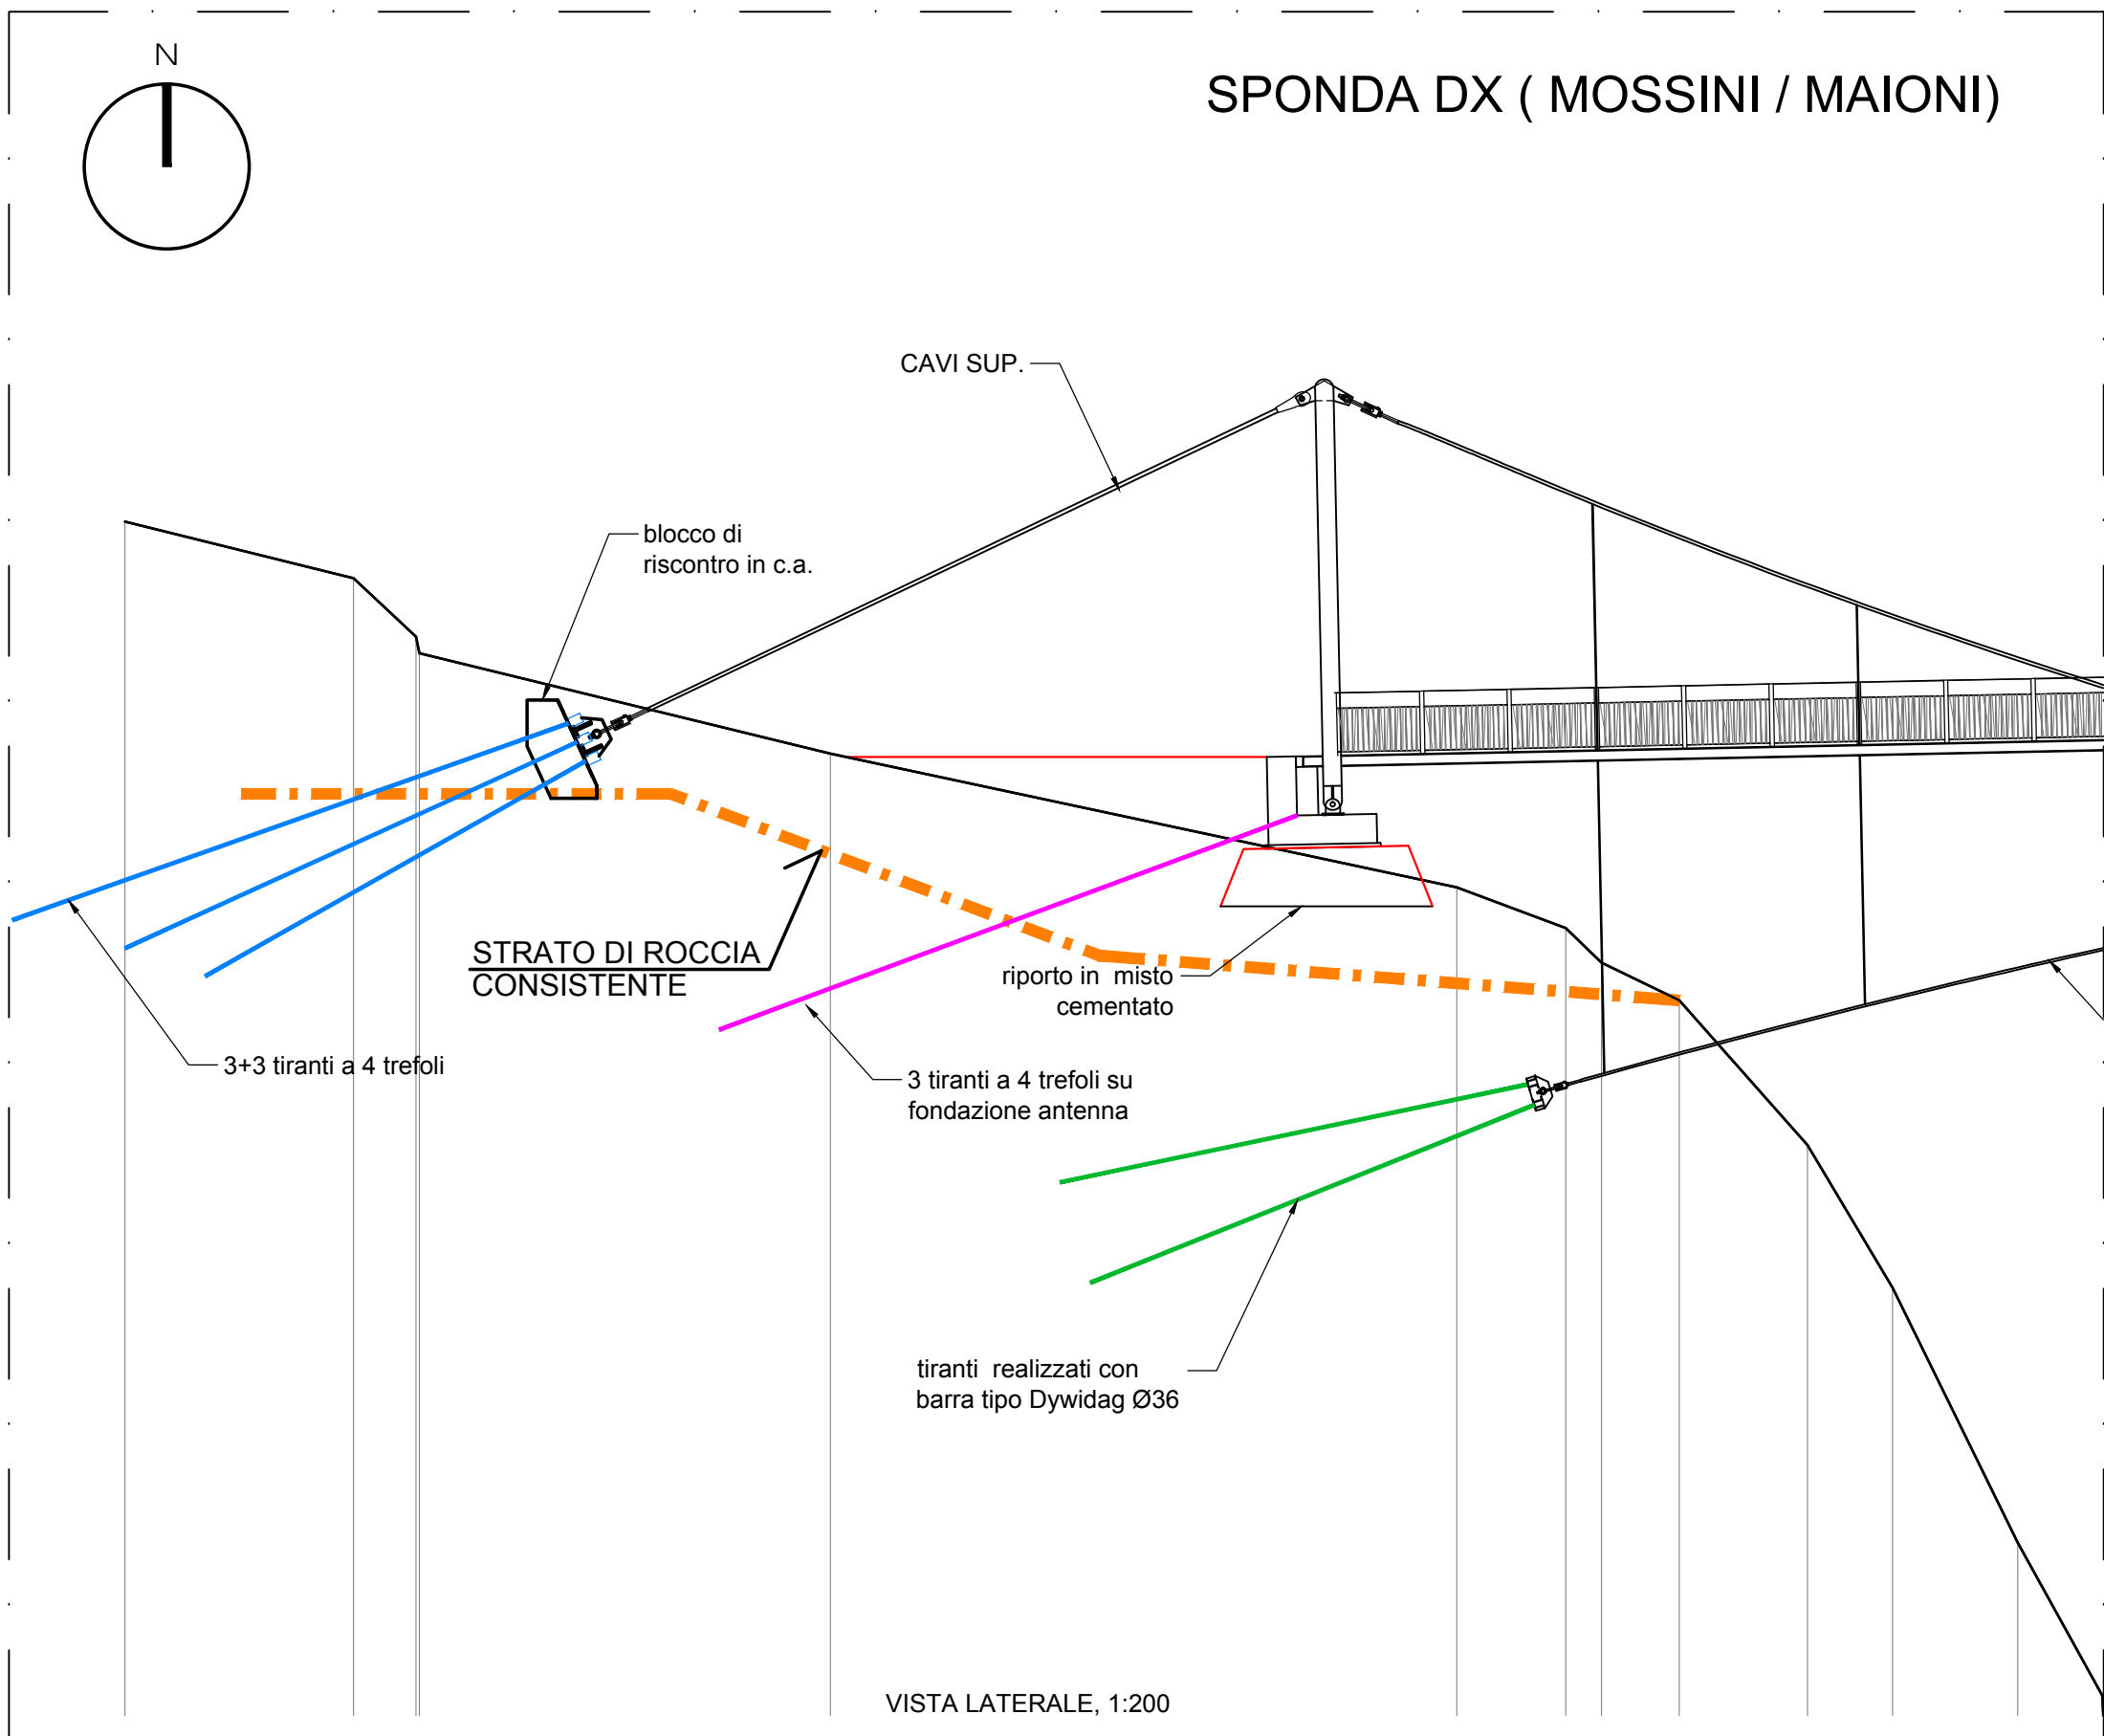 N
SPONDA DX ( MOSSINI / MAIONI)
CAVI SUP.
blocco di
riscontro in c.a.
STRATO DI ROCCIA
CONSISTENTE
riporto in misto
cementato
3+3 tiranti a 4 trefoli
3 tiranti a 4 trefoli su
fondazione antenna
tiranti realizzati con
barra tipo Dywidag Ø36
VISTA LATERALE, 1:200